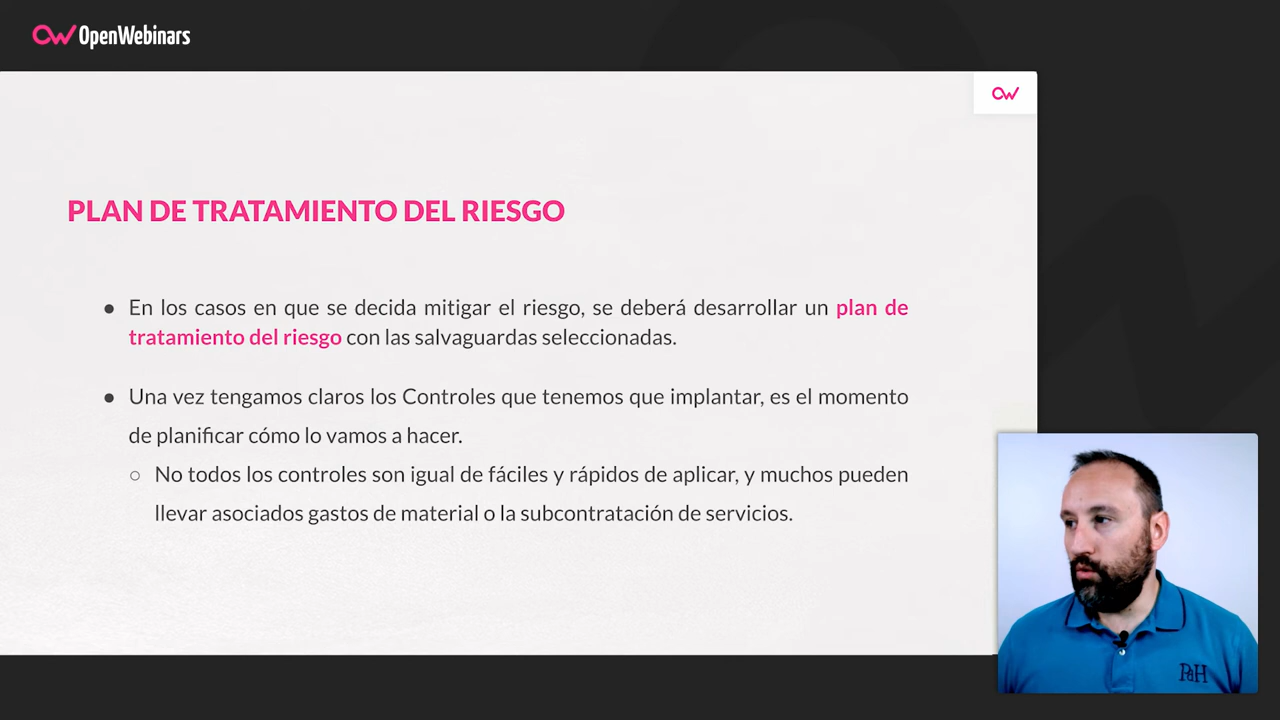 OW OpenWebinars
OW
PLAN DE TRATAMIENTO DEL RIESGO
● En los casos en que se decida mitigar el riesgo, se deberá desarrollar un plan de
tratamiento del riesgo con las salvaguardas seleccionadas.
● Una vez tengamos claros los Controles que tenemos que implantar, es el momento
de planificar cómo lo vamos a hacer.
○ No todos los controles son igual de fáciles y rápidos de aplicar, y muchos pueden
llevar asociados gastos de material o la subcontratación de servicios.